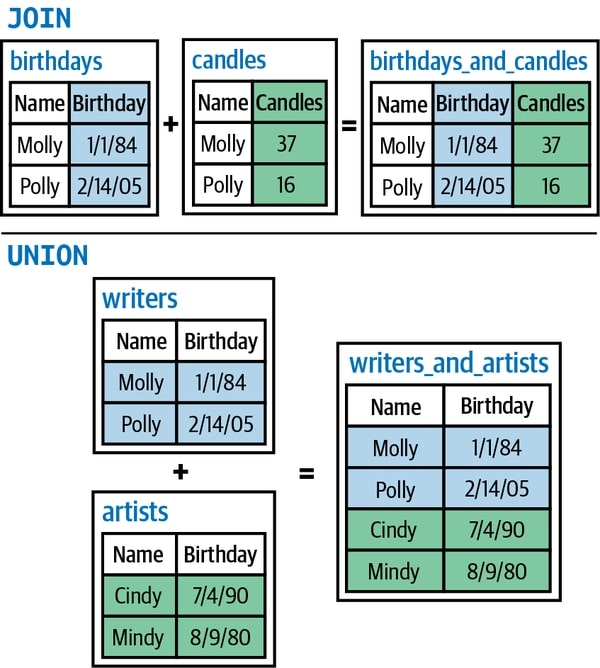 JOIN
birthdays
Name Birthday
Molly 1/1/84
Polly 2/14/05
+
candles
Name Candles
Molly 37
Polly 16
=
birthdays_and_candles
Name Birthday Candles
Molly 1/1/84 37
Polly 2/14/05 16
UNION
writers
Name Birthday
Molly 1/1/84
Polly 2/14/05
+
artists
Name Birthday
Cindy 7/4/90
Mindy 8/9/80
=
writers_and_artists
Name Birthday
Molly 1/1/84
Polly 2/14/05
Cindy 7/4/90
Mindy 8/9/80